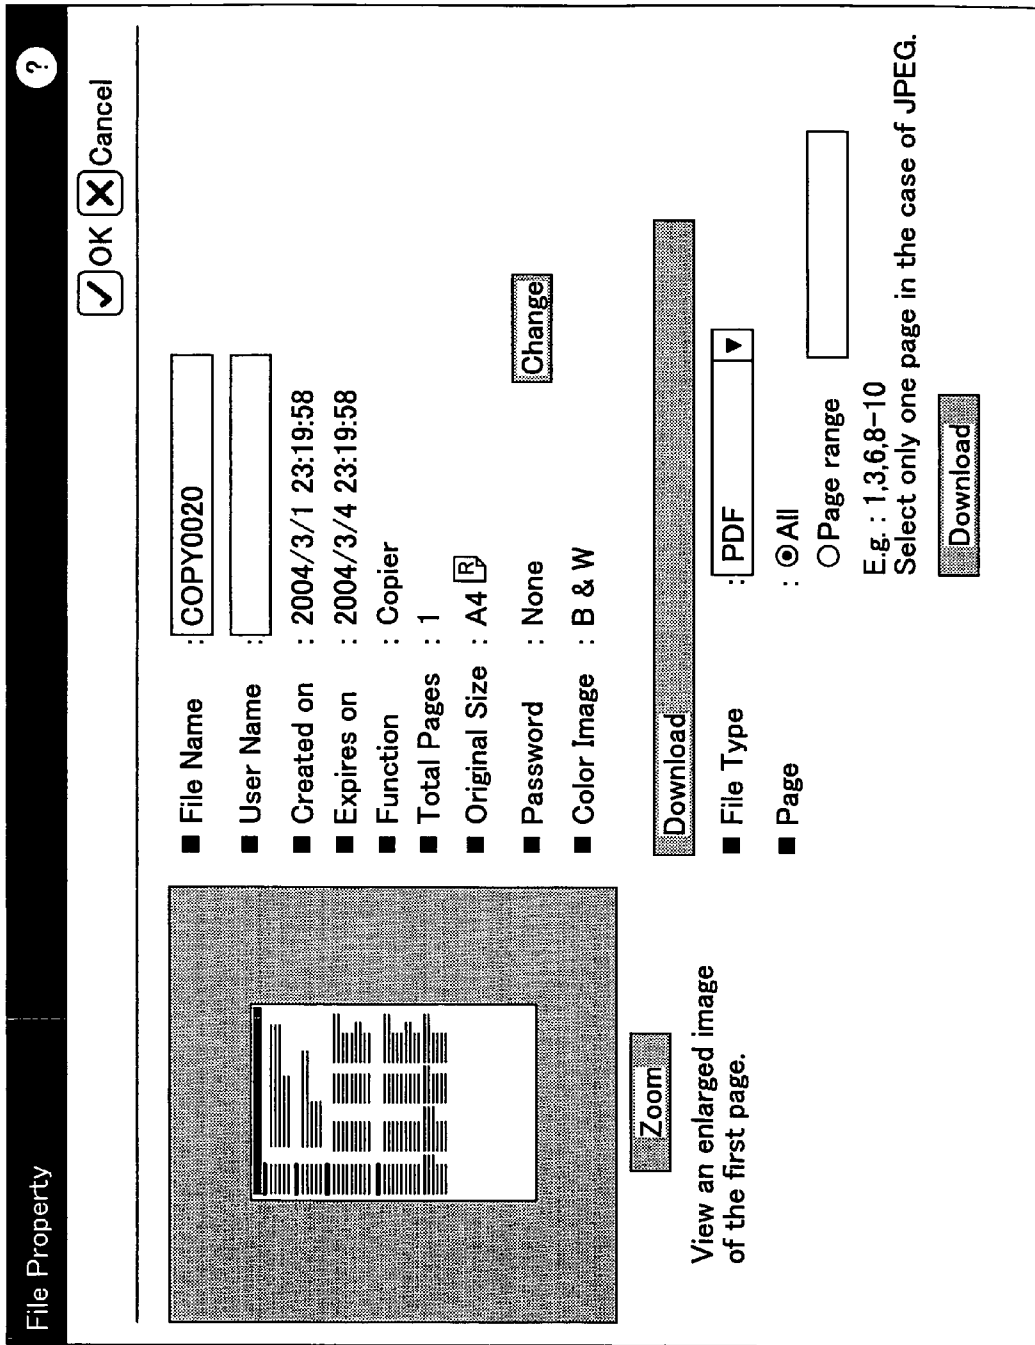 File Property
?
OK Cancel
■ File Name : COPY0020
■ User Name :
■ Created on : 2004/3/1 23:19:58
■ Expires on : 2004/3/4 23:19:58
■ Function : Copier
■ Total Pages : 1
■ Original Size : A4 R
■ Password : None Change
■ Color Image : B & W
Zoom
View an enlarged image
of the first page.
Download
■ File Type : PDF ▼
■ Page : All
Page range
E.g. : 1,3,6,8-10
Select only one page in the case of JPEG.
Download